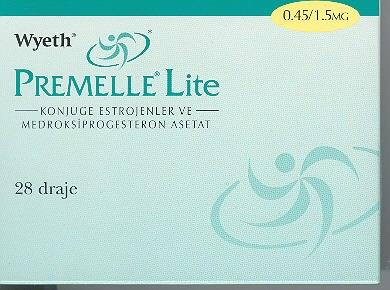 0.45/1.5MG
Wyeth®
PREMELLE® Lite
KONJUGE ESTROJENLER VE
MEDROKSİPROGESTERON ASETAT
28 draje